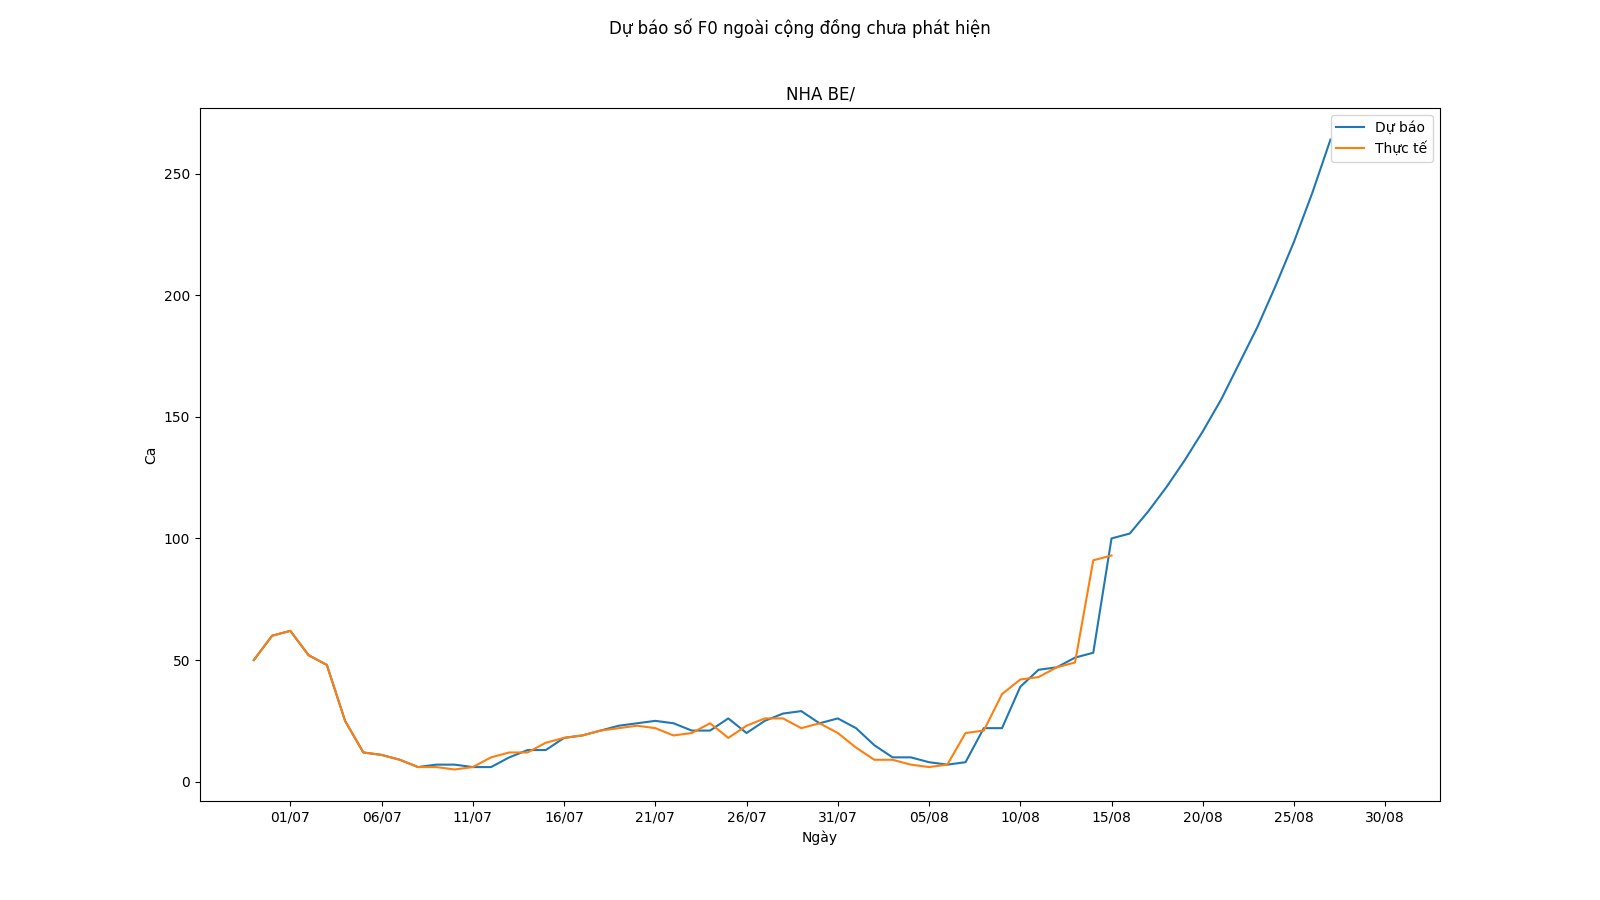 Dự báo số F0 ngoài cộng đồng chưa phát hiện
NHA BE/
Dự báo
Thực tế
250
200
150
100
50
0
Ca
01/07 06/07 11/07 16/07 21/07 26/07 31/07 05/08 10/08 15/08 20/08 25/08 30/08
Ngày